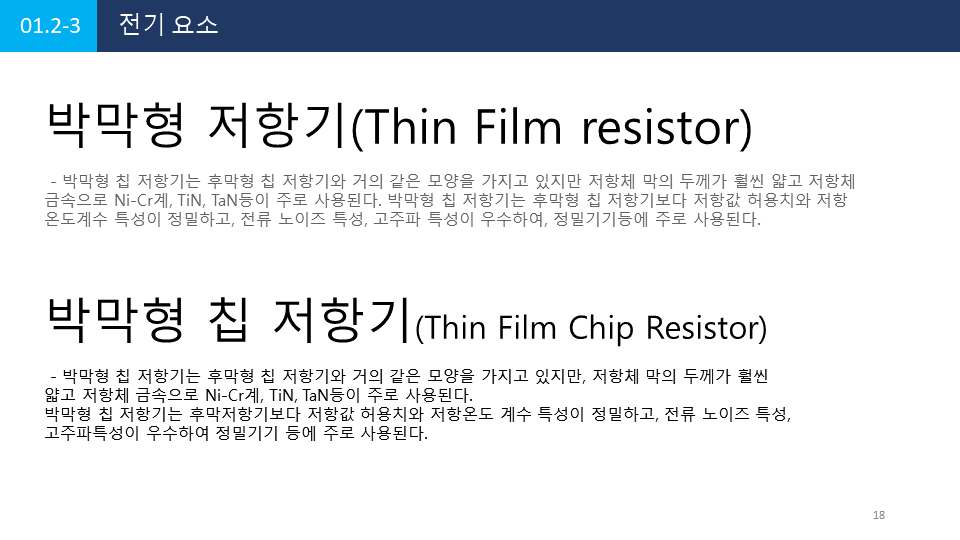 01.2-3 전기 요소
박막형 저항기(Thin Film resistor)
- 박막형 칩 저항기는 후막형 칩 저항기와 거의 같은 모양을 가지고 있지만 저항체 막의 두께가 훨씬 얇고 저항체
금속으로 Ni-Cr계, TiN, TaN등이 주로 사용된다. 박막형 칩 저항기는 후막형 칩 저항기보다 저항값 허용치와 저항
온도계수 특성이 정밀하고, 전류 노이즈 특성, 고주파 특성이 우수하여, 정밀기기등에 주로 사용된다.
박막형 칩 저항기(Thin Film Chip Resistor)
- 박막형 칩 저항기는 후막형 칩 저항기와 거의 같은 모양을 가지고 있지만, 저항체 막의 두께가 훨씬
얇고 저항체 금속으로 Ni-Cr계, TiN, TaN등이 주로 사용된다.
박막형 칩 저항기는 후막저항기보다 저항값 허용치와 저항온도 계수 특성이 정밀하고, 전류 노이즈 특성,
고주파특성이 우수하여 정밀기기 등에 주로 사용된다.
18